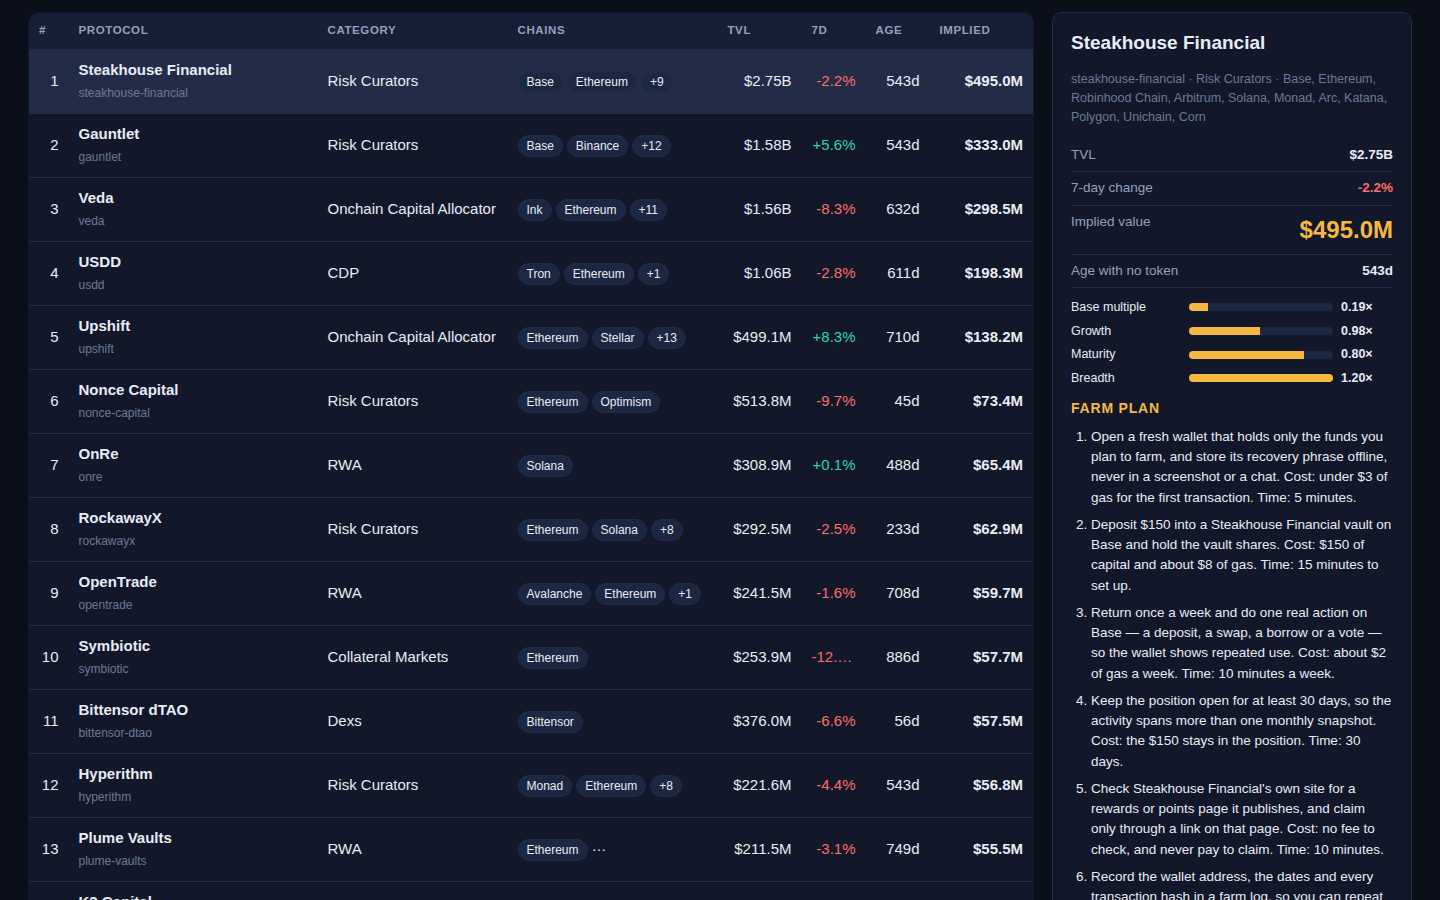 # PROTOCOL CATEGORY CHAINS TVL 7D AGE IMPLIED
1 Steakhouse Financial Risk Curators Base Ethereum +9 $2.75B -2.2% 543d $495.0M
steakhouse-financial
2 Gauntlet Risk Curators Base Binance +12 $1.58B +5.6% 543d $333.0M
gauntlet
3 Veda Onchain Capital Allocator Ink Ethereum +11 $1.56B -8.3% 632d $298.5M
veda
4 USDD CDP Tron Ethereum +1 $1.06B -2.8% 611d $198.3M
usdd
5 Upshift Onchain Capital Allocator Ethereum Stellar +13 $499.1M +8.3% 710d $138.2M
upshift
6 Nonce Capital Risk Curators Ethereum Optimism $513.8M -9.7% 45d $73.4M
nonce-capital
7 OnRe RWA Solana $308.9M +0.1% 488d $65.4M
onre
8 RockawayX Risk Curators Ethereum Solana +8 $292.5M -2.5% 233d $62.9M
rockawayx
9 OpenTrade RWA Avalanche Ethereum +1 $241.5M -1.6% 708d $59.7M
opentrade
10 Symbiotic Collateral Markets Ethereum $253.9M -12.… 886d $57.7M
symbiotic
11 Bittensor dTAO Dexs Bittensor $376.0M -6.6% 56d $57.5M
bittensor-dtao
12 Hyperithm Risk Curators Monad Ethereum +8 $221.6M -4.4% 543d $56.8M
hyperithm
13 Plume Vaults RWA Ethereum … $211.5M -3.1% 749d $55.5M
plume-vaults
K3 Capital
Steakhouse Financial
steakhouse-financial · Risk Curators · Base, Ethereum,
Robinhood Chain, Arbitrum, Solana, Monad, Arc, Katana,
Polygon, Unichain, Corn
TVL $2.75B
7-day change -2.2%
Implied value $495.0M
Age with no token 543d
Base multiple 0.19×
Growth 0.98×
Maturity 0.80×
Breadth 1.20×
FARM PLAN
1. Open a fresh wallet that holds only the funds you
plan to farm, and store its recovery phrase offline,
never in a screenshot or a chat. Cost: under $3 of
gas for the first transaction. Time: 5 minutes.
2. Deposit $150 into a Steakhouse Financial vault on
Base and hold the vault shares. Cost: $150 of
capital and about $8 of gas. Time: 15 minutes to
set up.
3. Return once a week and do one real action on
Base — a deposit, a swap, a borrow or a vote —
so the wallet shows repeated use. Cost: about $2
of gas a week. Time: 10 minutes a week.
4. Keep the position open for at least 30 days, so the
activity spans more than one monthly snapshot.
Cost: the $150 stays in the position. Time: 30
days.
5. Check Steakhouse Financial's own site for a
rewards or points page it publishes, and claim
only through a link on that page. Cost: no fee to
check, and never pay to claim. Time: 10 minutes.
6. Record the wallet address, the dates and every
transaction hash in a farm log, so you can repeat